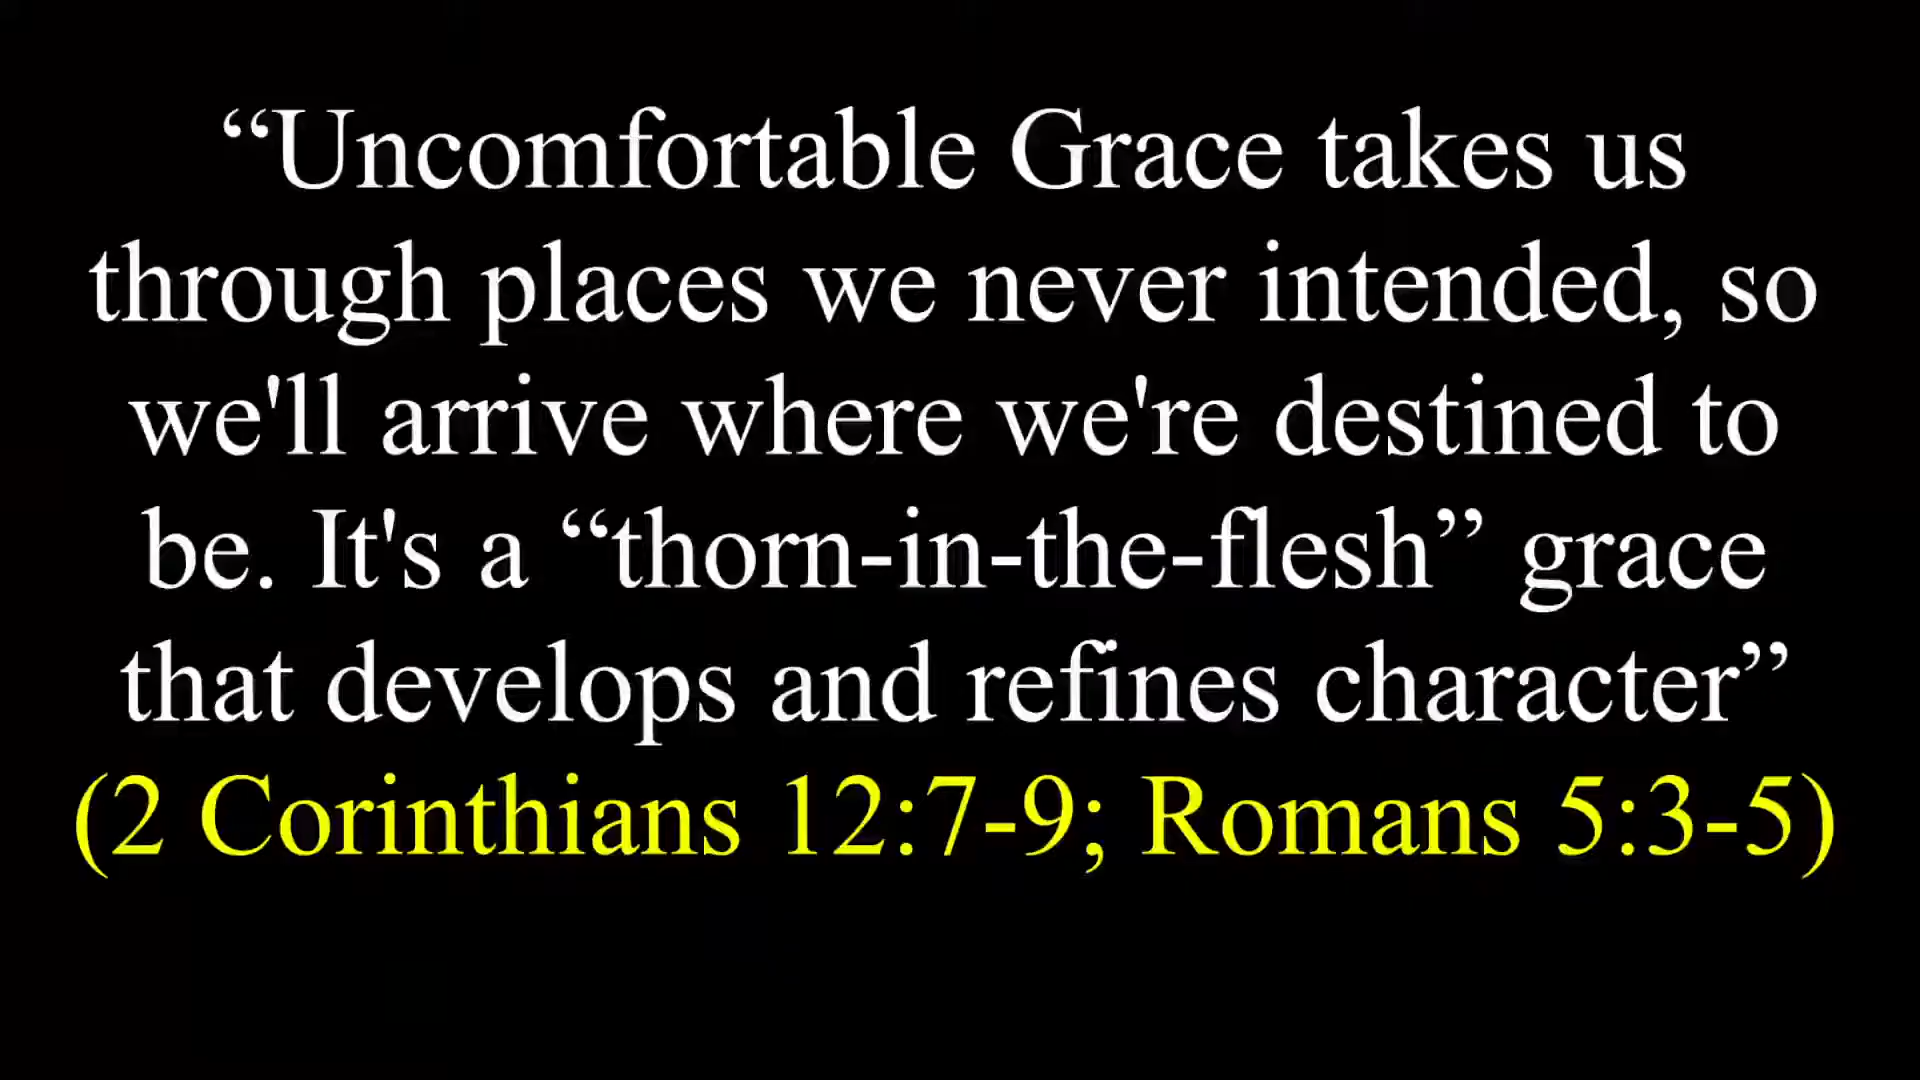 “Uncomfortable Grace takes us
through places we never intended, so
we'll arrive where we're destined to
be. It's a “thorn-in-the-flesh” grace
that develops and refines character”
(2 Corinthians 12:7-9; Romans 5:3-5)